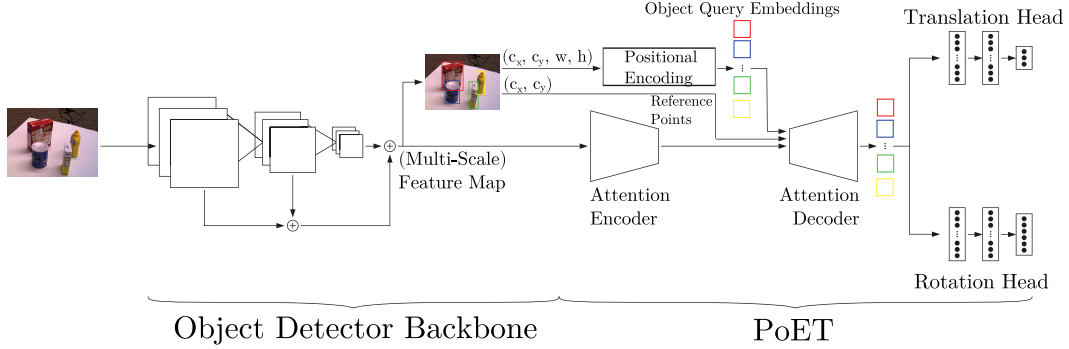 Object Query Embeddings
Translation Head
(cx, cy, w, h)
Positional
Encoding
(cx, cy)
Reference
Points
(Multi-Scale)
Feature Map
Attention
Encoder
Attention
Decoder
Rotation Head
Object Detector Backbone
PoET